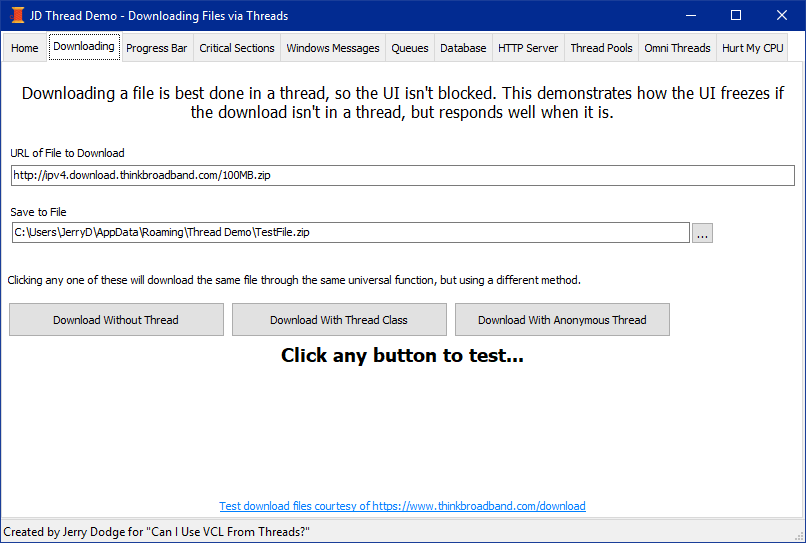 JD Thread Demo - Downloading Files via Threads
Home Downloading Progress Bar Critical Sections Windows Messages Queues Database HTTP Server Thread Pools Omni Threads Hurt My CPU
Downloading a file is best done in a thread, so the UI isn't blocked. This demonstrates how the UI freezes if
the download isn't in a thread, but responds well when it is.
URL of File to Download
http://ipv4.download.thinkbroadband.com/100MB.zip
Save to File
C:\Users\JerryD\AppData\Roaming\Thread Demo\TestFile.zip
...
Clicking any one of these will download the same file through the same universal function, but using a different method.
Download Without Thread Download With Thread Class Download With Anonymous Thread
Click any button to test...
Test download files courtesy of https://www.thinkbroadband.com/download
Created by Jerry Dodge for "Can I Use VCL From Threads?"